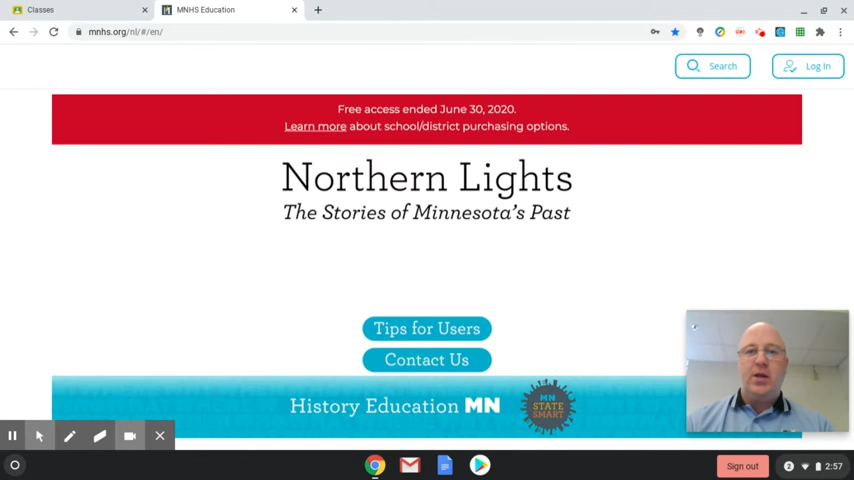 Classes
MNHS Education
mnhs.org/nl/#/en/
Search
Log In
Free access ended June 30, 2020.
Learn more about school/district purchasing options.
Northern Lights
The Stories of Minnesota's Past
Tips for Users
Contact Us
History Education MN
MN
STATE
SMART
Sign out
2
2:57